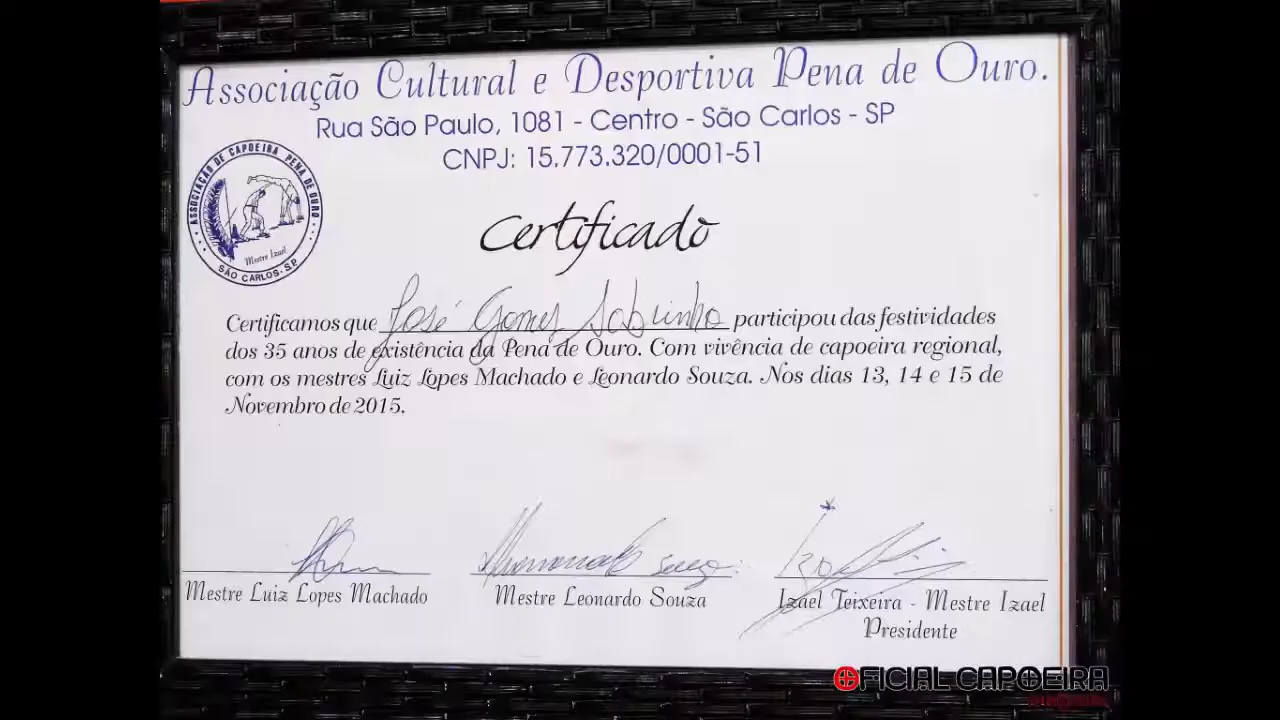 Associação Cultural e Desportiva Pena de Ouro.
Rua São Paulo, 1081 - Centro - São Carlos - SP
CNPJ: 15.773.320/0001-51
ASSOCIAÇÃO DE CAPOEIRA PENA DE OURO
Mestre Izael
SÃO CARLOS - S.P
Certificado
Certificamos que José Gomes Sobrinho participou das festividades
dos 35 anos de existência da Pena de Ouro. Com vivência de capoeira regional,
com os mestres Luiz Lopes Machado e Leonardo Souza. Nos dias 13, 14 e 15 de
Novembro de 2015.
Mestre Luiz Lopes Machado
Mestre Leonardo Souza
Izael Teixeira - Mestre Izael
Presidente
OFICIAL CAPOEIRA